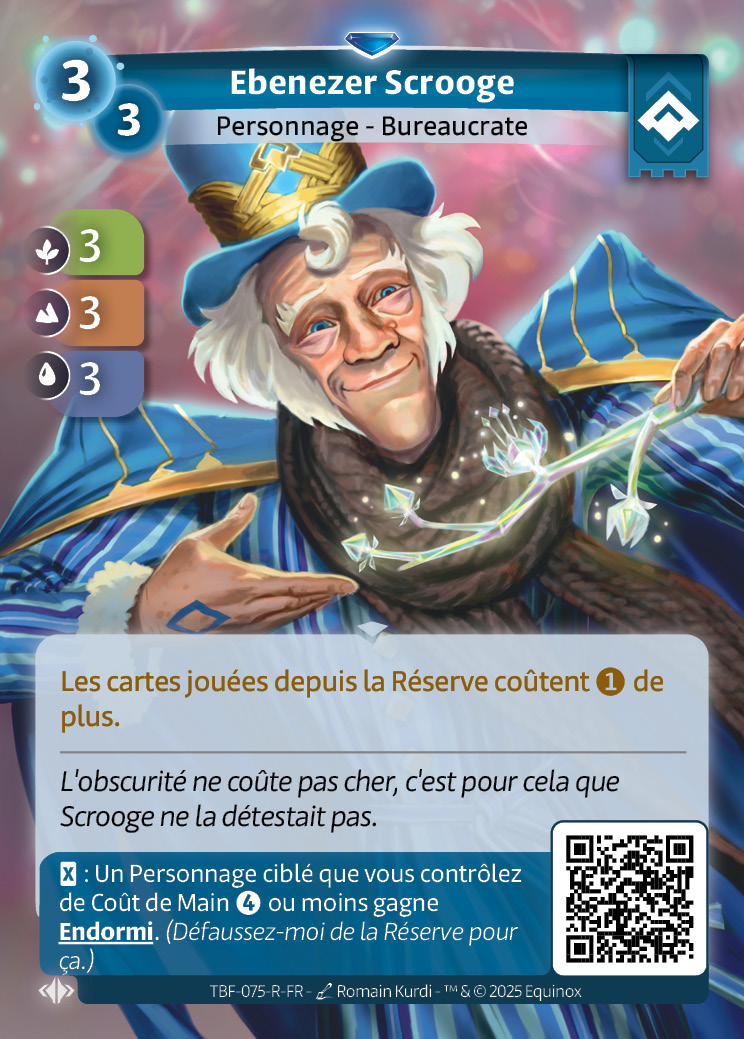 3
Ebenezer Scrooge
3
Personnage - Bureaucrate
3
3
3
Les cartes jouées depuis la Réserve coûtent 1 de
plus.
L'obscurité ne coûte pas cher, c'est pour cela que
Scrooge ne la détestait pas.
X : Un Personnage ciblé que vous contrôlez
de Coût de Main 4 ou moins gagne
Endormi. (Défaussez-moi de la Réserve pour
ça.)
TBF-075-R-FR - Romain Kurdi - ™ & © 2025 Equinox